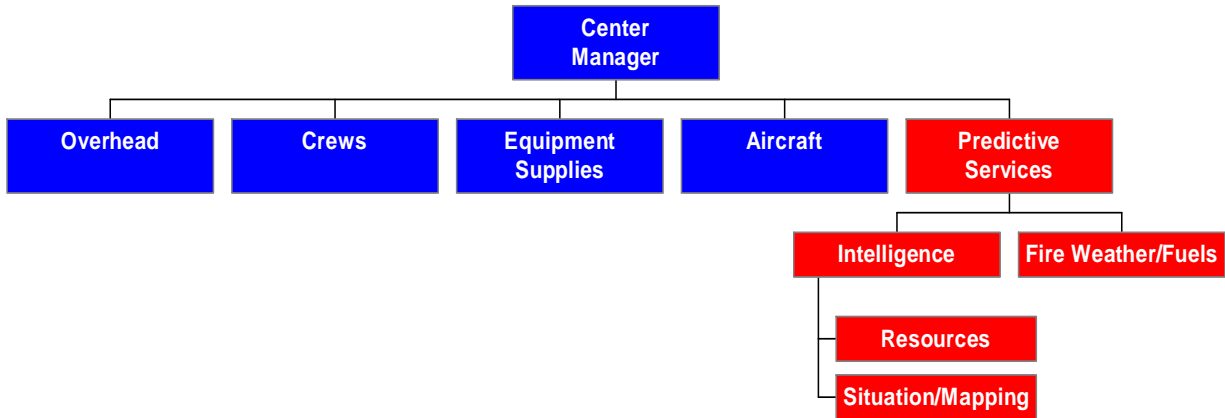 Center
Manager
Overhead
Crews
Equipment
Supplies
Aircraft
Predictive
Services
Intelligence
Fire Weather/Fuels
Resources
Situation/Mapping